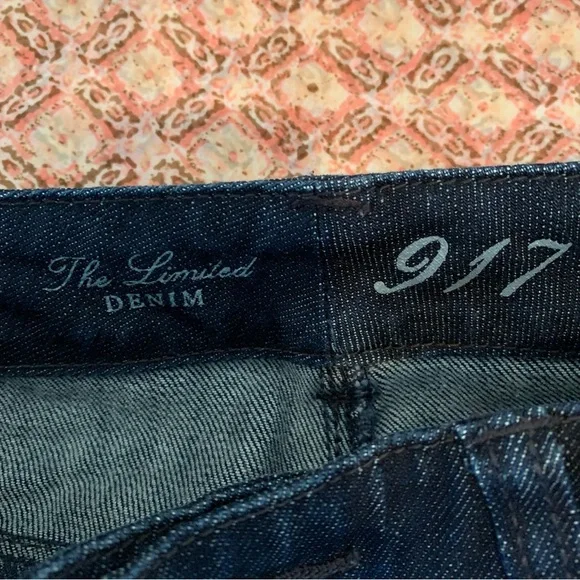 The Limited
DENIM
917